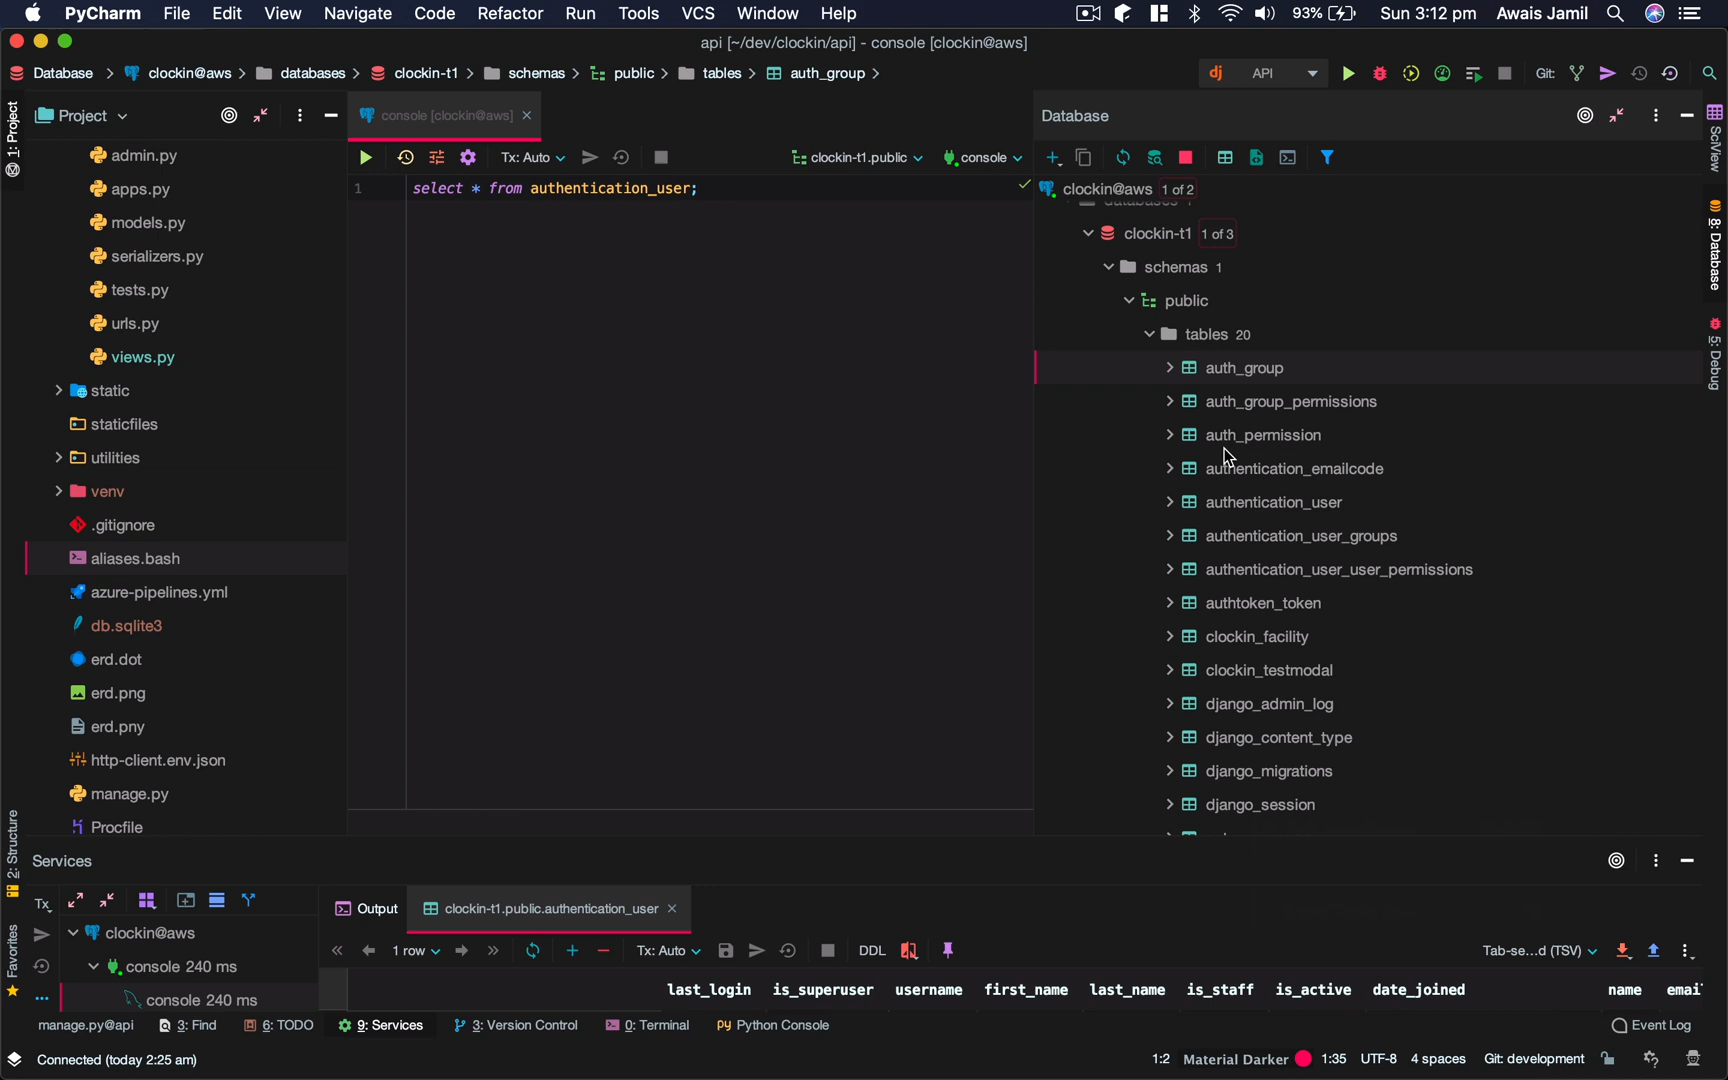 PyCharm File Edit View Navigate Code Refactor Run Tools VCS Window Help 93% Sun 3:12 pm Awais Jamil
api [~/dev/clockin/api] - console [clockin@aws]
Database clockin@aws databases clockin-t1 schemas public tables auth_group dj API Git:
1: Project
Project
admin.py
apps.py
models.py
serializers.py
tests.py
urls.py
views.py
static
staticfiles
utilities
venv
.gitignore
aliases.bash
azure-pipelines.yml
db.sqlite3
erd.dot
erd.png
erd.pny
http-client.env.json
manage.py
Procfile
console [clockin@aws]
Tx: Auto clockin-t1.public console
1 select * from authentication_user;
Database
clockin@aws 1 of 2
clockin-t1 1 of 3
schemas 1
public
tables 20
auth_group
auth_group_permissions
auth_permission
authentication_emailcode
authentication_user
authentication_user_groups
authentication_user_user_permissions
authtoken_token
clockin_facility
clockin_testmodal
django_admin_log
django_content_type
django_migrations
django_session
SciView
8: Database
5: Debug
2: Structure
Favorites
Services
Tx
clockin@aws
console 240 ms
console 240 ms
Output clockin-t1.public.authentication_user
1 row Tx: Auto DDL Tab-se...d (TSV)
last_login is_superuser username first_name last_name is_staff is_active date_joined name email
manage.py@api 3: Find 6: TODO 9: Services 3: Version Control 0: Terminal Python Console Event Log
Connected (today 2:25 am) 1:2 Material Darker 1:35 UTF-8 4 spaces Git: development